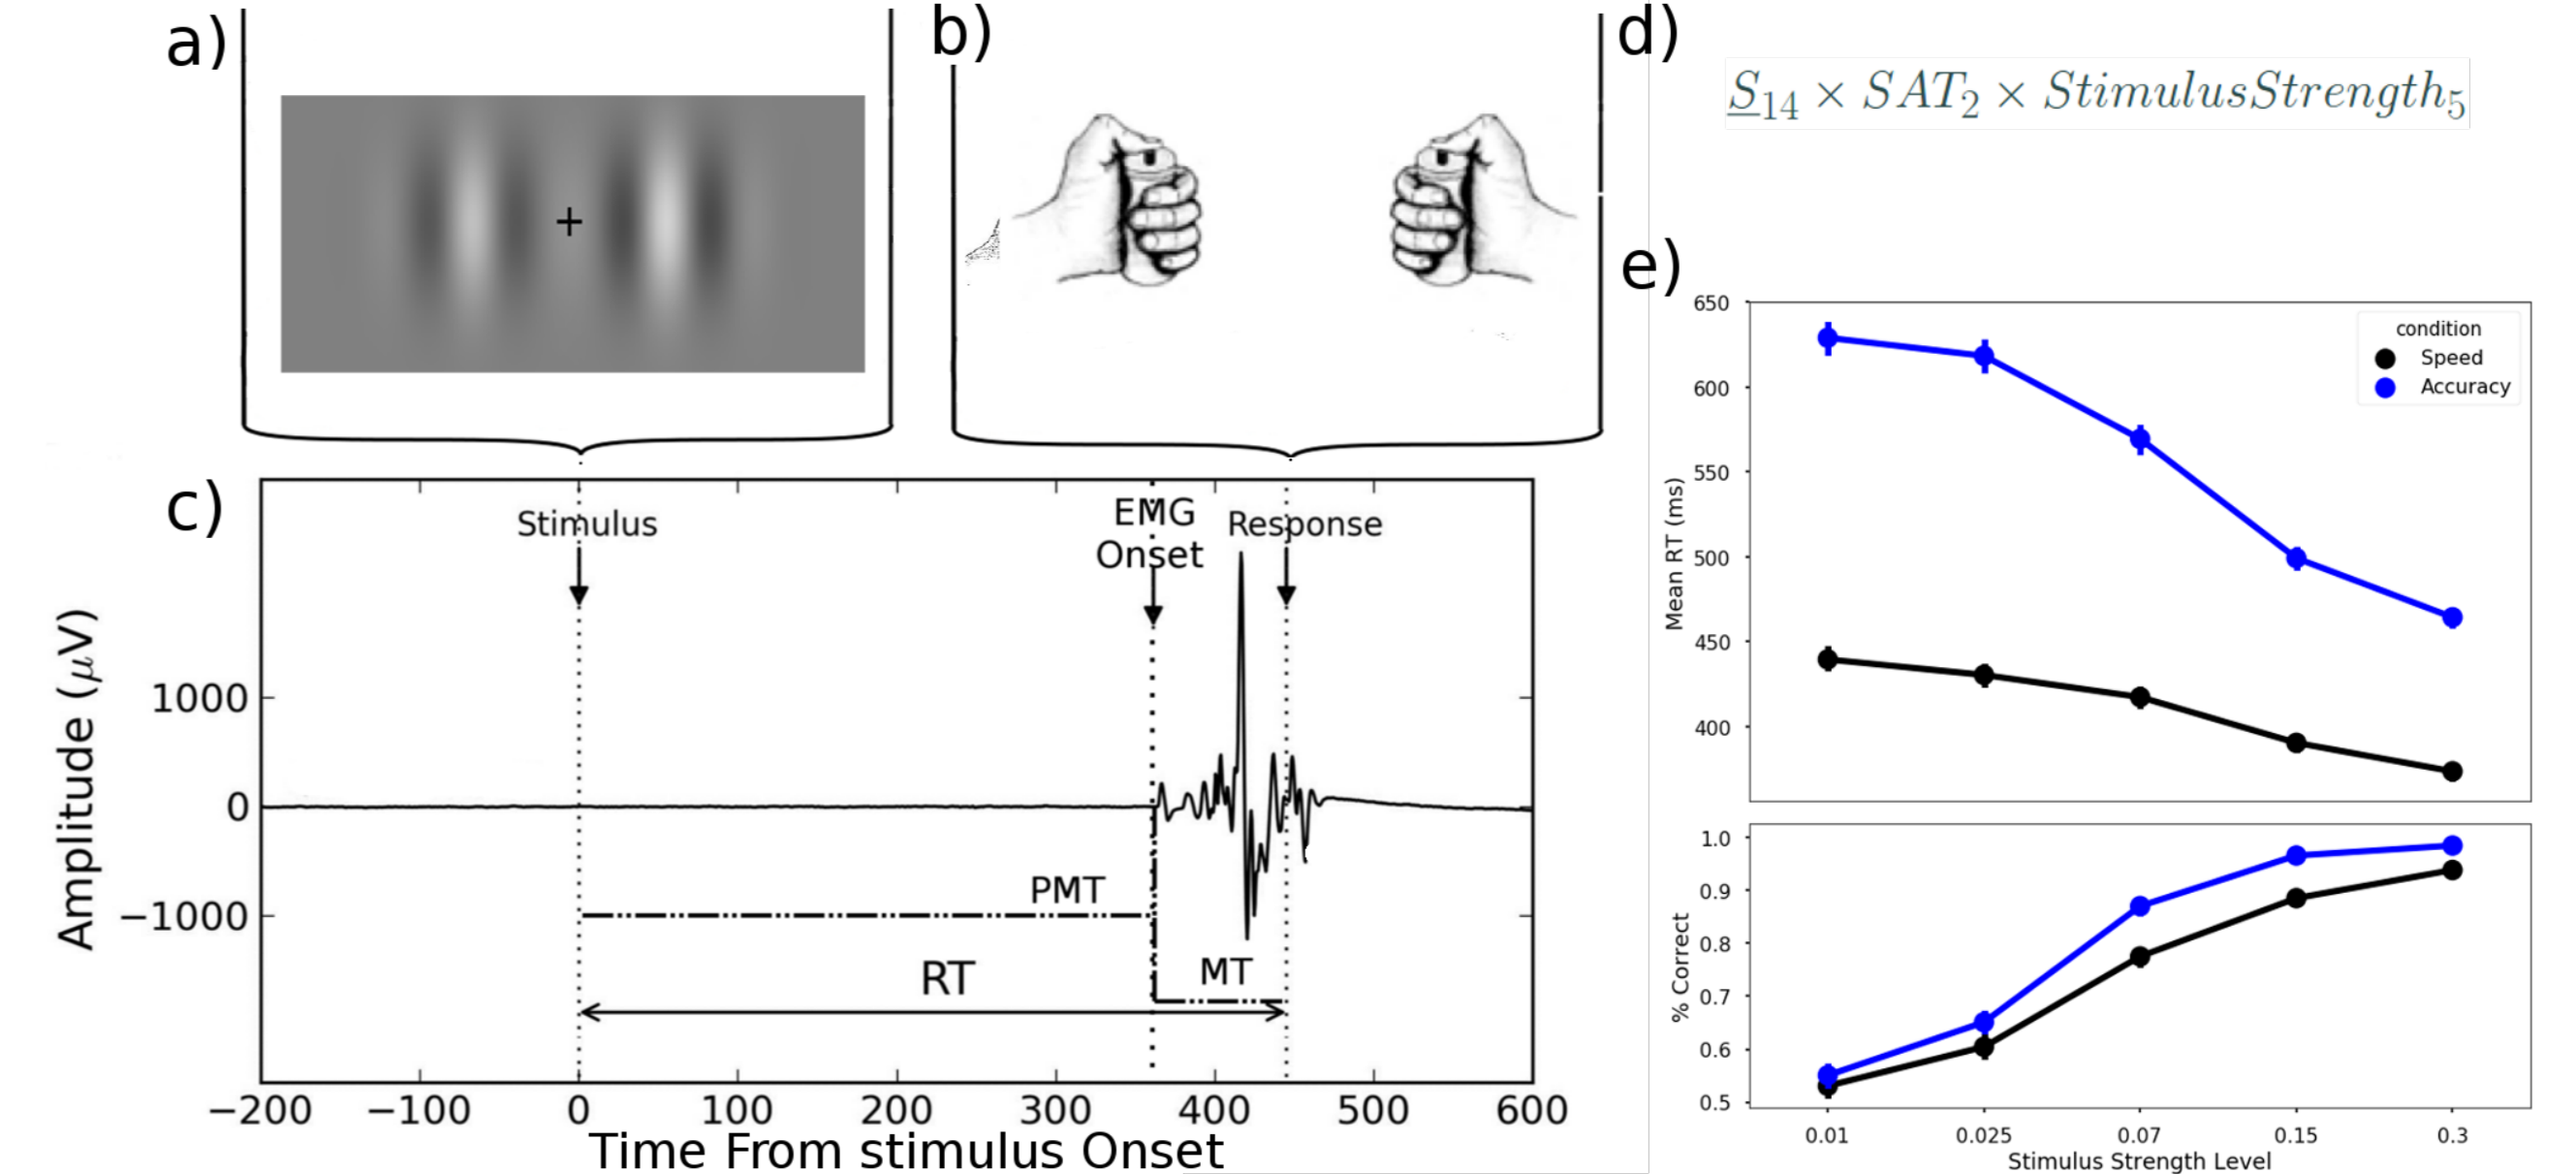 a)
b)
d)
S14 × SAT2 × StimulusStrength5
e)
650
600
550
500
450
400
Mean RT (ms)
condition
Speed
Accuracy
1.0
0.9
0.8
0.7
0.6
0.5
% Correct
0.01 0.025 0.07 0.15 0.3
Stimulus Strength Level
c)
Stimulus
EMG
Onset
Response
Amplitude (μV)
1000
0
−1000
PMT
RT
MT
−200 −100 0 100 200 300 400 500 600
Time From stimulus Onset